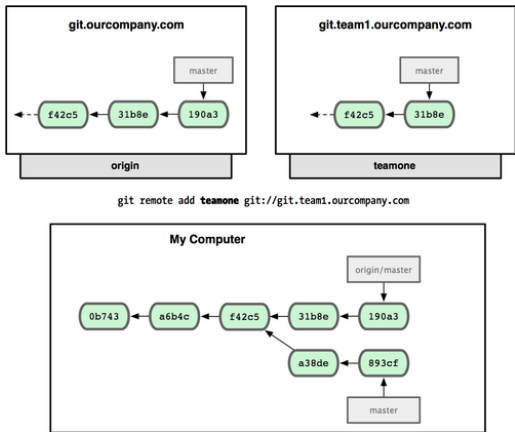 git.ourcompany.com
master
f42c5 31b8e 190a3
origin
git.team1.ourcompany.com
master
f42c5 31b8e
teamone
git remote add teamone git://git.team1.ourcompany.com
My Computer
origin/master
0b743 a6b4c f42c5 31b8e 190a3
a38de 893cf
master